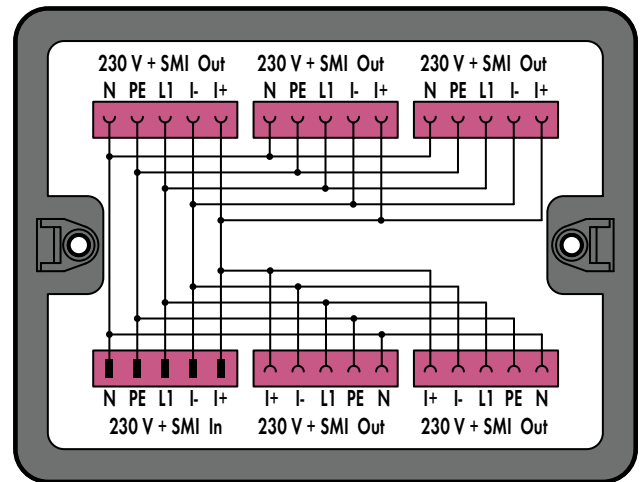 230 V + SMI Out 230 V + SMI Out 230 V + SMI Out
N PE L1 I- I+ N PE L1 I- I+ N PE L1 I- I+
N PE L1 I- I+ I+ I- L1 PE N I+ I- L1 PE N
230 V + SMI In 230 V + SMI Out 230 V + SMI Out